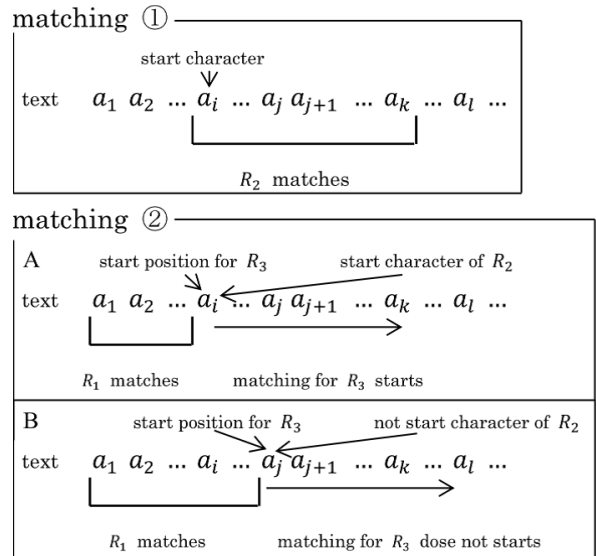 matching ①
start character
text a₁ a₂ ... aᵢ ... aⱼ aⱼ₊₁ ... aₖ ... aₗ ...
R₂ matches
matching ②
A
start position for R₃ start character of R₂
text a₁ a₂ ... aᵢ ... aⱼ aⱼ₊₁ ... aₖ ... aₗ ...
R₁ matches matching for R₃ starts
B
start position for R₃ not start character of R₂
text a₁ a₂ ... aᵢ ... aⱼ aⱼ₊₁ ... aₖ ... aₗ ...
R₁ matches matching for R₃ dose not starts